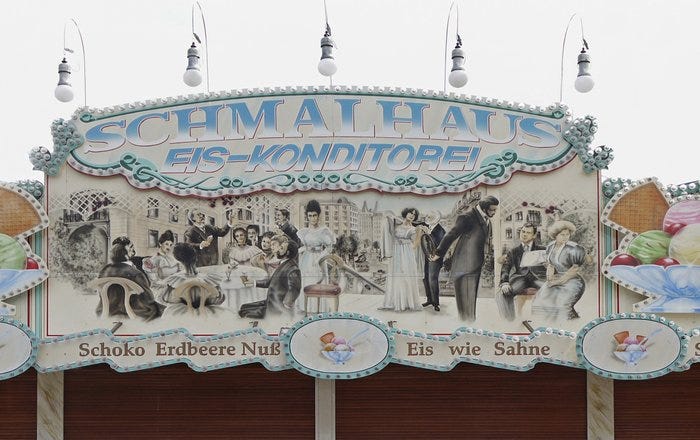 SCHMALHAUS
EIS-KONDITOREI
Schoko Erdbeere Nuß
Eis wie Sahne